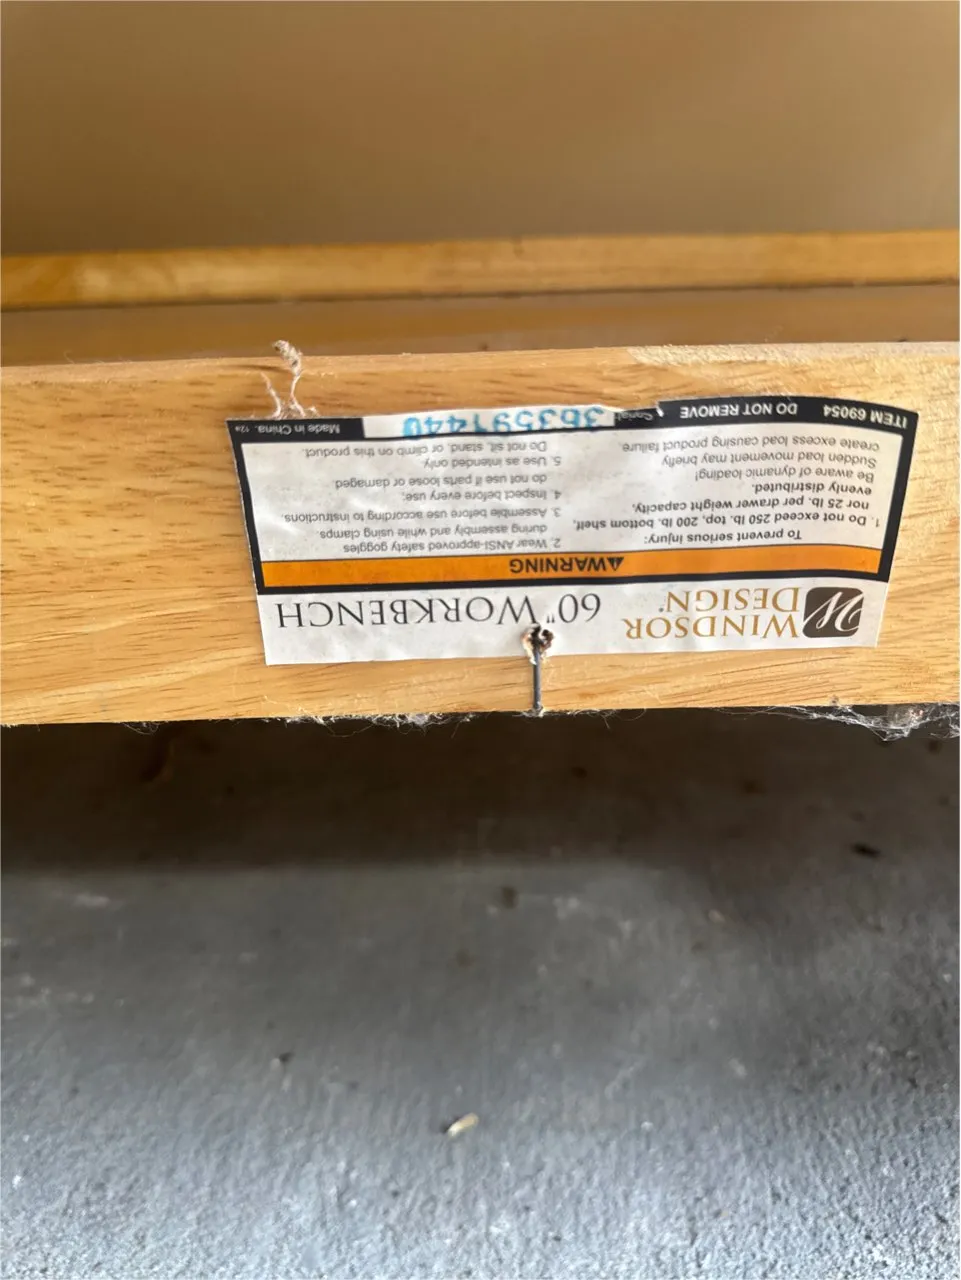 WINDSOR
DESIGN®
60" WORKBENCH
⚠WARNING
To prevent serious injury:
1. Do not exceed 250 lb. top, 200 lb. bottom shelf,
nor 25 lb. per drawer weight capacity,
evenly distributed.
Be aware of dynamic loading!
Sudden load movement may briefly
create excess load causing product failure.
2. Wear ANSI-approved safety goggles
during assembly and while using clamps.
3. Assemble before use according to instructions.
4. Inspect before every use;
do not use if parts loose or damaged.
5. Use as intended only.
Do not sit, stand, or climb on this product.
ITEM 69054 DO NOT REMOVE Serial 363591440 Made in China. 12e